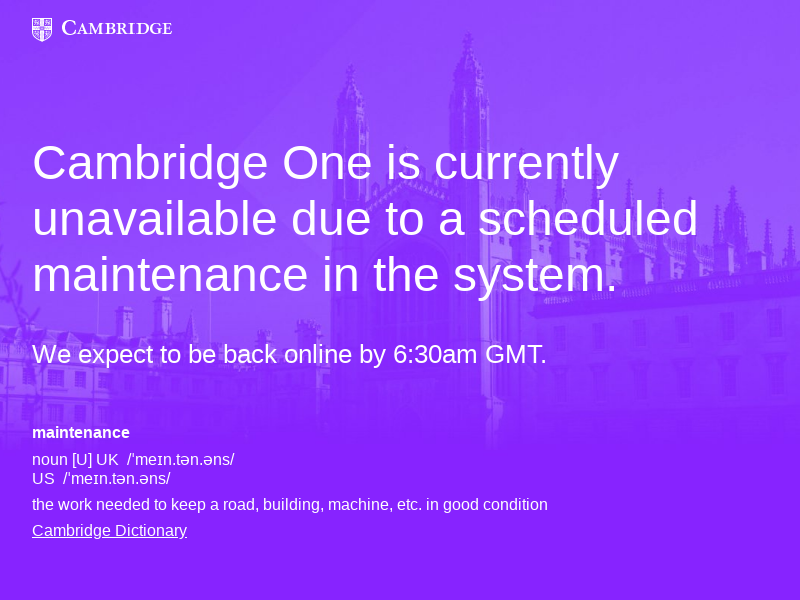 CAMBRIDGE
Cambridge One is currently
unavailable due to a scheduled
maintenance in the system.
We expect to be back online by 6:30am GMT.
maintenance
noun [U] UK  /ˈmeɪn.tən.əns/
US  /ˈmeɪn.tən.əns/
the work needed to keep a road, building, machine, etc. in good condition
Cambridge Dictionary